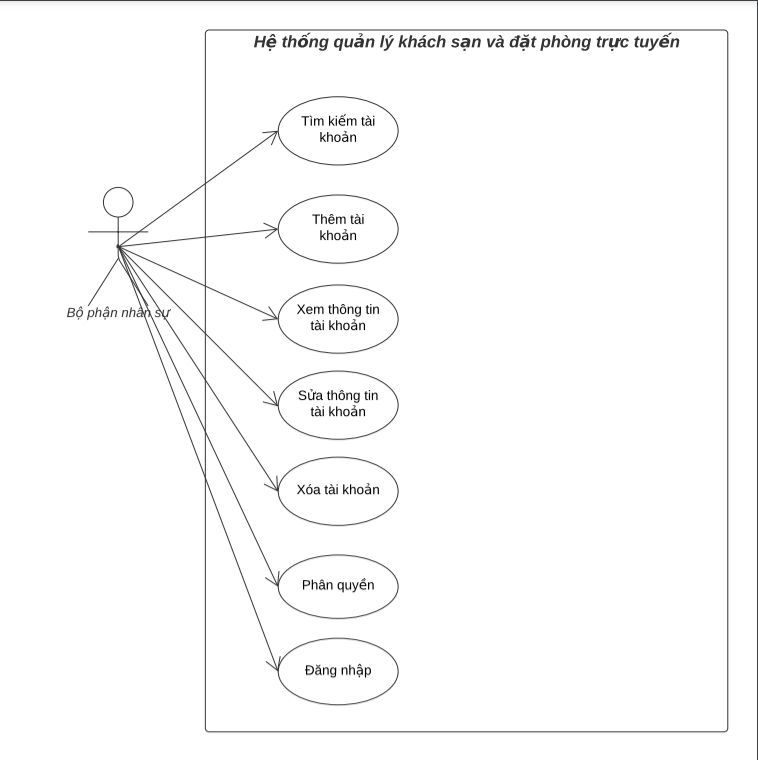 Hệ thống quản lý khách sạn và đặt phòng trực tuyến
Tìm kiếm tài
khoản
Thêm tài
khoản
Xem thông tin
tài khoản
Bộ phận nhân sự
Sửa thông tin
tài khoản
Xóa tài khoản
Phân quyền
Đăng nhập